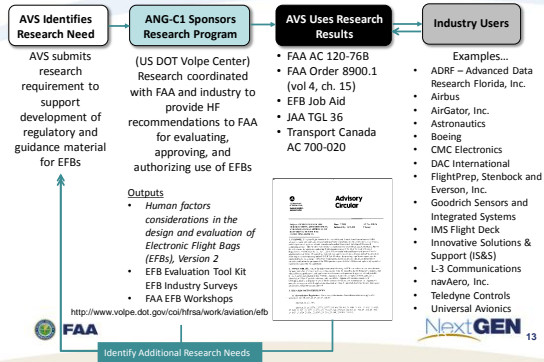 AVS Identifies
Research Need
AVS submits
research
requirement to
support
development of
regulatory and
guidance material
for EFBs
ANG-C1 Sponsors
Research Program
(US DOT Volpe Center)
Research coordinated
with FAA and industry to
provide HF
recommendations to FAA
for evaluating,
approving, and
authorizing use of EFBs
Outputs
• Human factors
considerations in the
design and evaluation of
Electronic Flight Bags
(EFBs), Version 2
• EFB Evaluation Tool Kit
EFB Industry Surveys
• FAA EFB Workshops
http://www.volpe.dot.gov/coi/hfrsa/work/aviation/efb
AVS Uses Research
Results
• FAA AC 120-76B
• FAA Order 8900.1
(vol 4, ch. 15)
• EFB Job Aid
• JAA TGL 36
• Transport Canada
AC 700-020
Advisory
Circular
Industry Users
Examples…
• ADRF – Advanced Data
Research Florida, Inc.
• Airbus
• AirGator, Inc.
• Astronautics
• Boeing
• CMC Electronics
• DAC International
• FlightPrep, Stenbock and
Everson, Inc.
• Goodrich Sensors and
Integrated Systems
• IMS Flight Deck
• Innovative Solutions &
Support (IS&S)
• L-3 Communications
• navAero, Inc.
• Teledyne Controls
• Universal Avionics
FAA
Identify Additional Research Needs
NextGEN
13